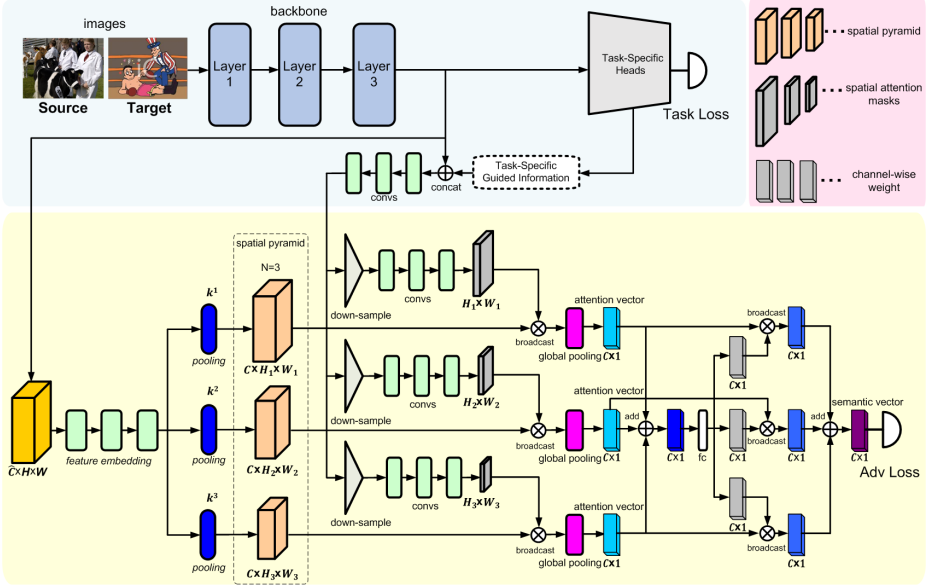 images
backbone
Source
Target
Layer
1
Layer
2
Layer
3
Task-Specific
Heads
Task Loss
Task-Specific
Guided Information
concat
convs
spatial pyramid
spatial attention
masks
channel-wise
weight
spatial pyramid
N=3
k¹
pooling
C×H₁×W₁
k²
pooling
C×H₂×W₂
k³
pooling
C×H₃×W₃
Ĉ×H×W
feature embedding
down-sample
convs
H₁×W₁
broadcast
global pooling
attention vector
C×1
down-sample
convs
H₂×W₂
broadcast
global pooling
attention vector
C×1
down-sample
convs
H₃×W₃
broadcast
global pooling
attention vector
C×1
add
C×1
fc
C×1
C×1
C×1
broadcast
C×1
broadcast
C×1
broadcast
C×1
add
semantic vector
C×1
Adv Loss